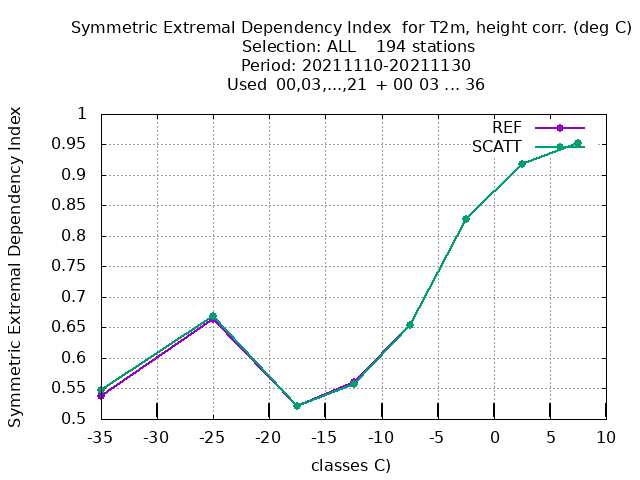 Symmetric Extremal Dependency Index  for T2m, height corr. (deg C)
Selection: ALL    194 stations
Period: 20211110-20211130
Used  00,03,...,21  + 00 03 ... 36
Symmetric Extremal Dependency Index
1
0.95
0.9
0.85
0.8
0.75
0.7
0.65
0.6
0.55
0.5
REF
SCATT
-35 -30 -25 -20 -15 -10 -5 0 5 10
classes C)